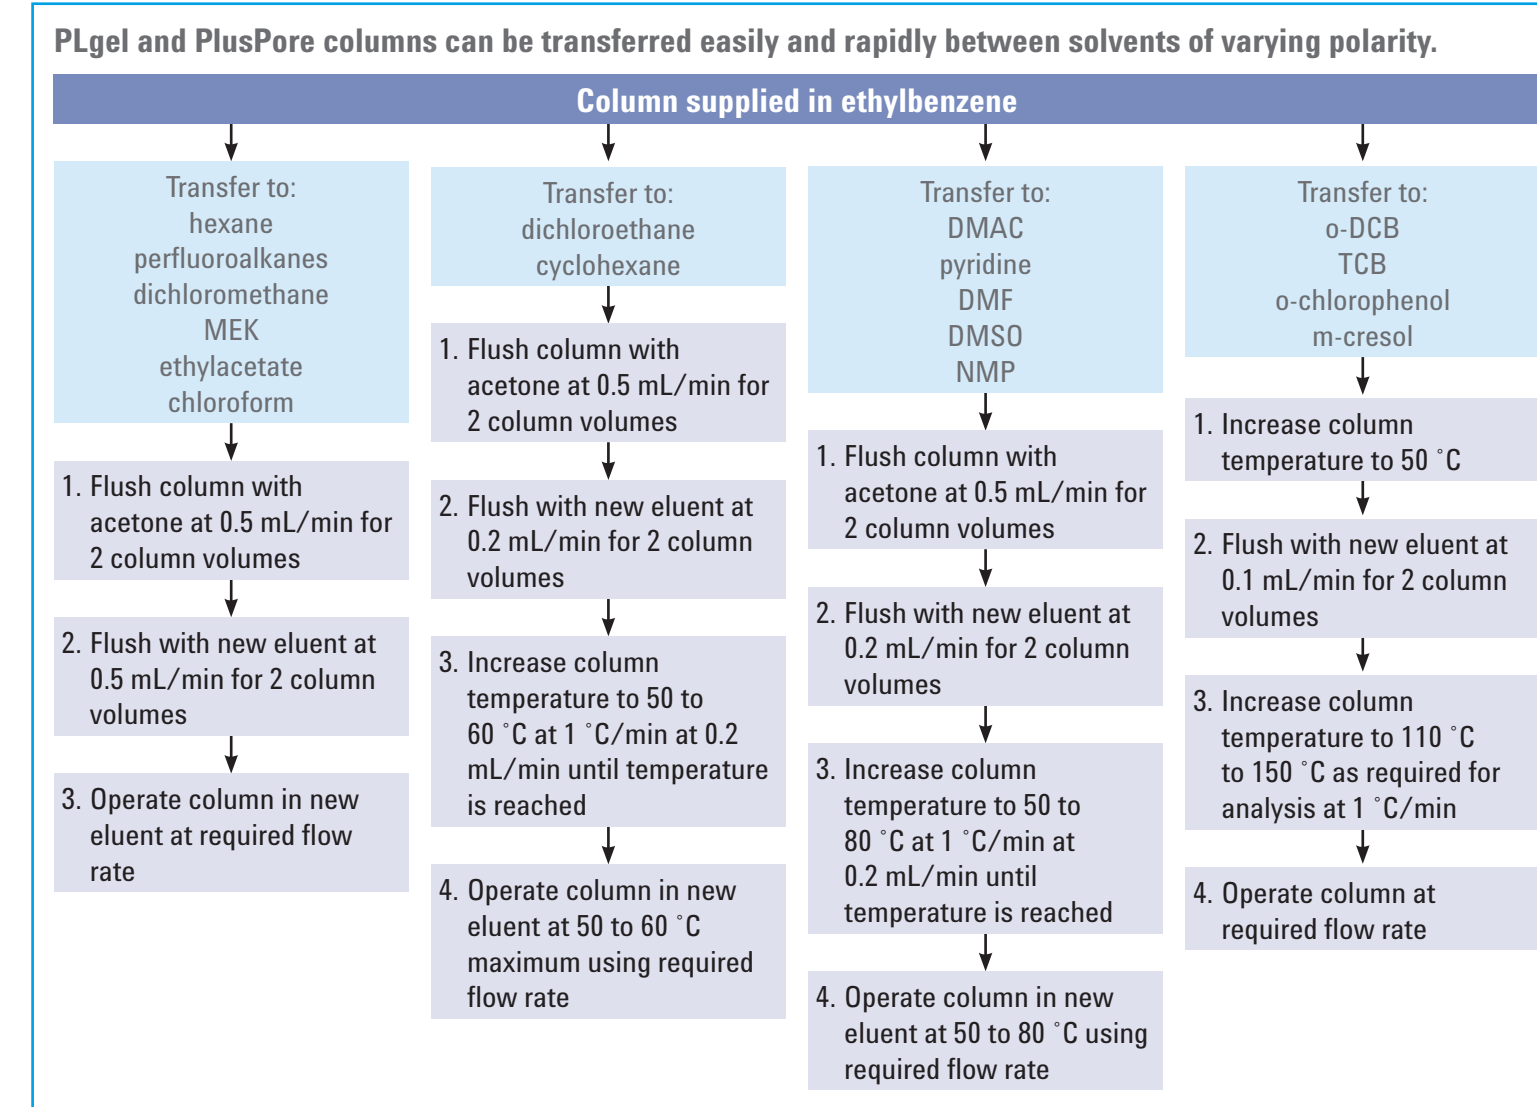 PLgel and PlusPore columns can be transferred easily and rapidly between solvents of varying polarity.
Column supplied in ethylbenzene
Transfer to:
hexane
perfluoroalkanes
dichloromethane
MEK
ethylacetate
chloroform
1. Flush column with
acetone at 0.5 mL/min for
2 column volumes
2. Flush with new eluent at
0.5 mL/min for 2 column
volumes
3. Operate column in new
eluent at required flow
rate
Transfer to:
dichloroethane
cyclohexane
1. Flush column with
acetone at 0.5 mL/min for
2 column volumes
2. Flush with new eluent at
0.2 mL/min for 2 column
volumes
3. Increase column
temperature to 50 to
60 ˚C at 1 ˚C/min at 0.2
mL/min until temperature
is reached
4. Operate column in new
eluent at 50 to 60 ˚C
maximum using required
flow rate
Transfer to:
DMAC
pyridine
DMF
DMSO
NMP
1. Flush column with
acetone at 0.5 mL/min for
2 column volumes
2. Flush with new eluent at
0.2 mL/min for 2 column
volumes
3. Increase column
temperature to 50 to
80 ˚C at 1 ˚C/min at
0.2 mL/min until
temperature is reached
4. Operate column in new
eluent at 50 to 80 ˚C using
required flow rate
Transfer to:
o-DCB
TCB
o-chlorophenol
m-cresol
1. Increase column
temperature to 50 ˚C
2. Flush with new eluent at
0.1 mL/min for 2 column
volumes
3. Increase column
temperature to 110 ˚C
to 150 ˚C as required for
analysis at 1 ˚C/min
4. Operate column at
required flow rate